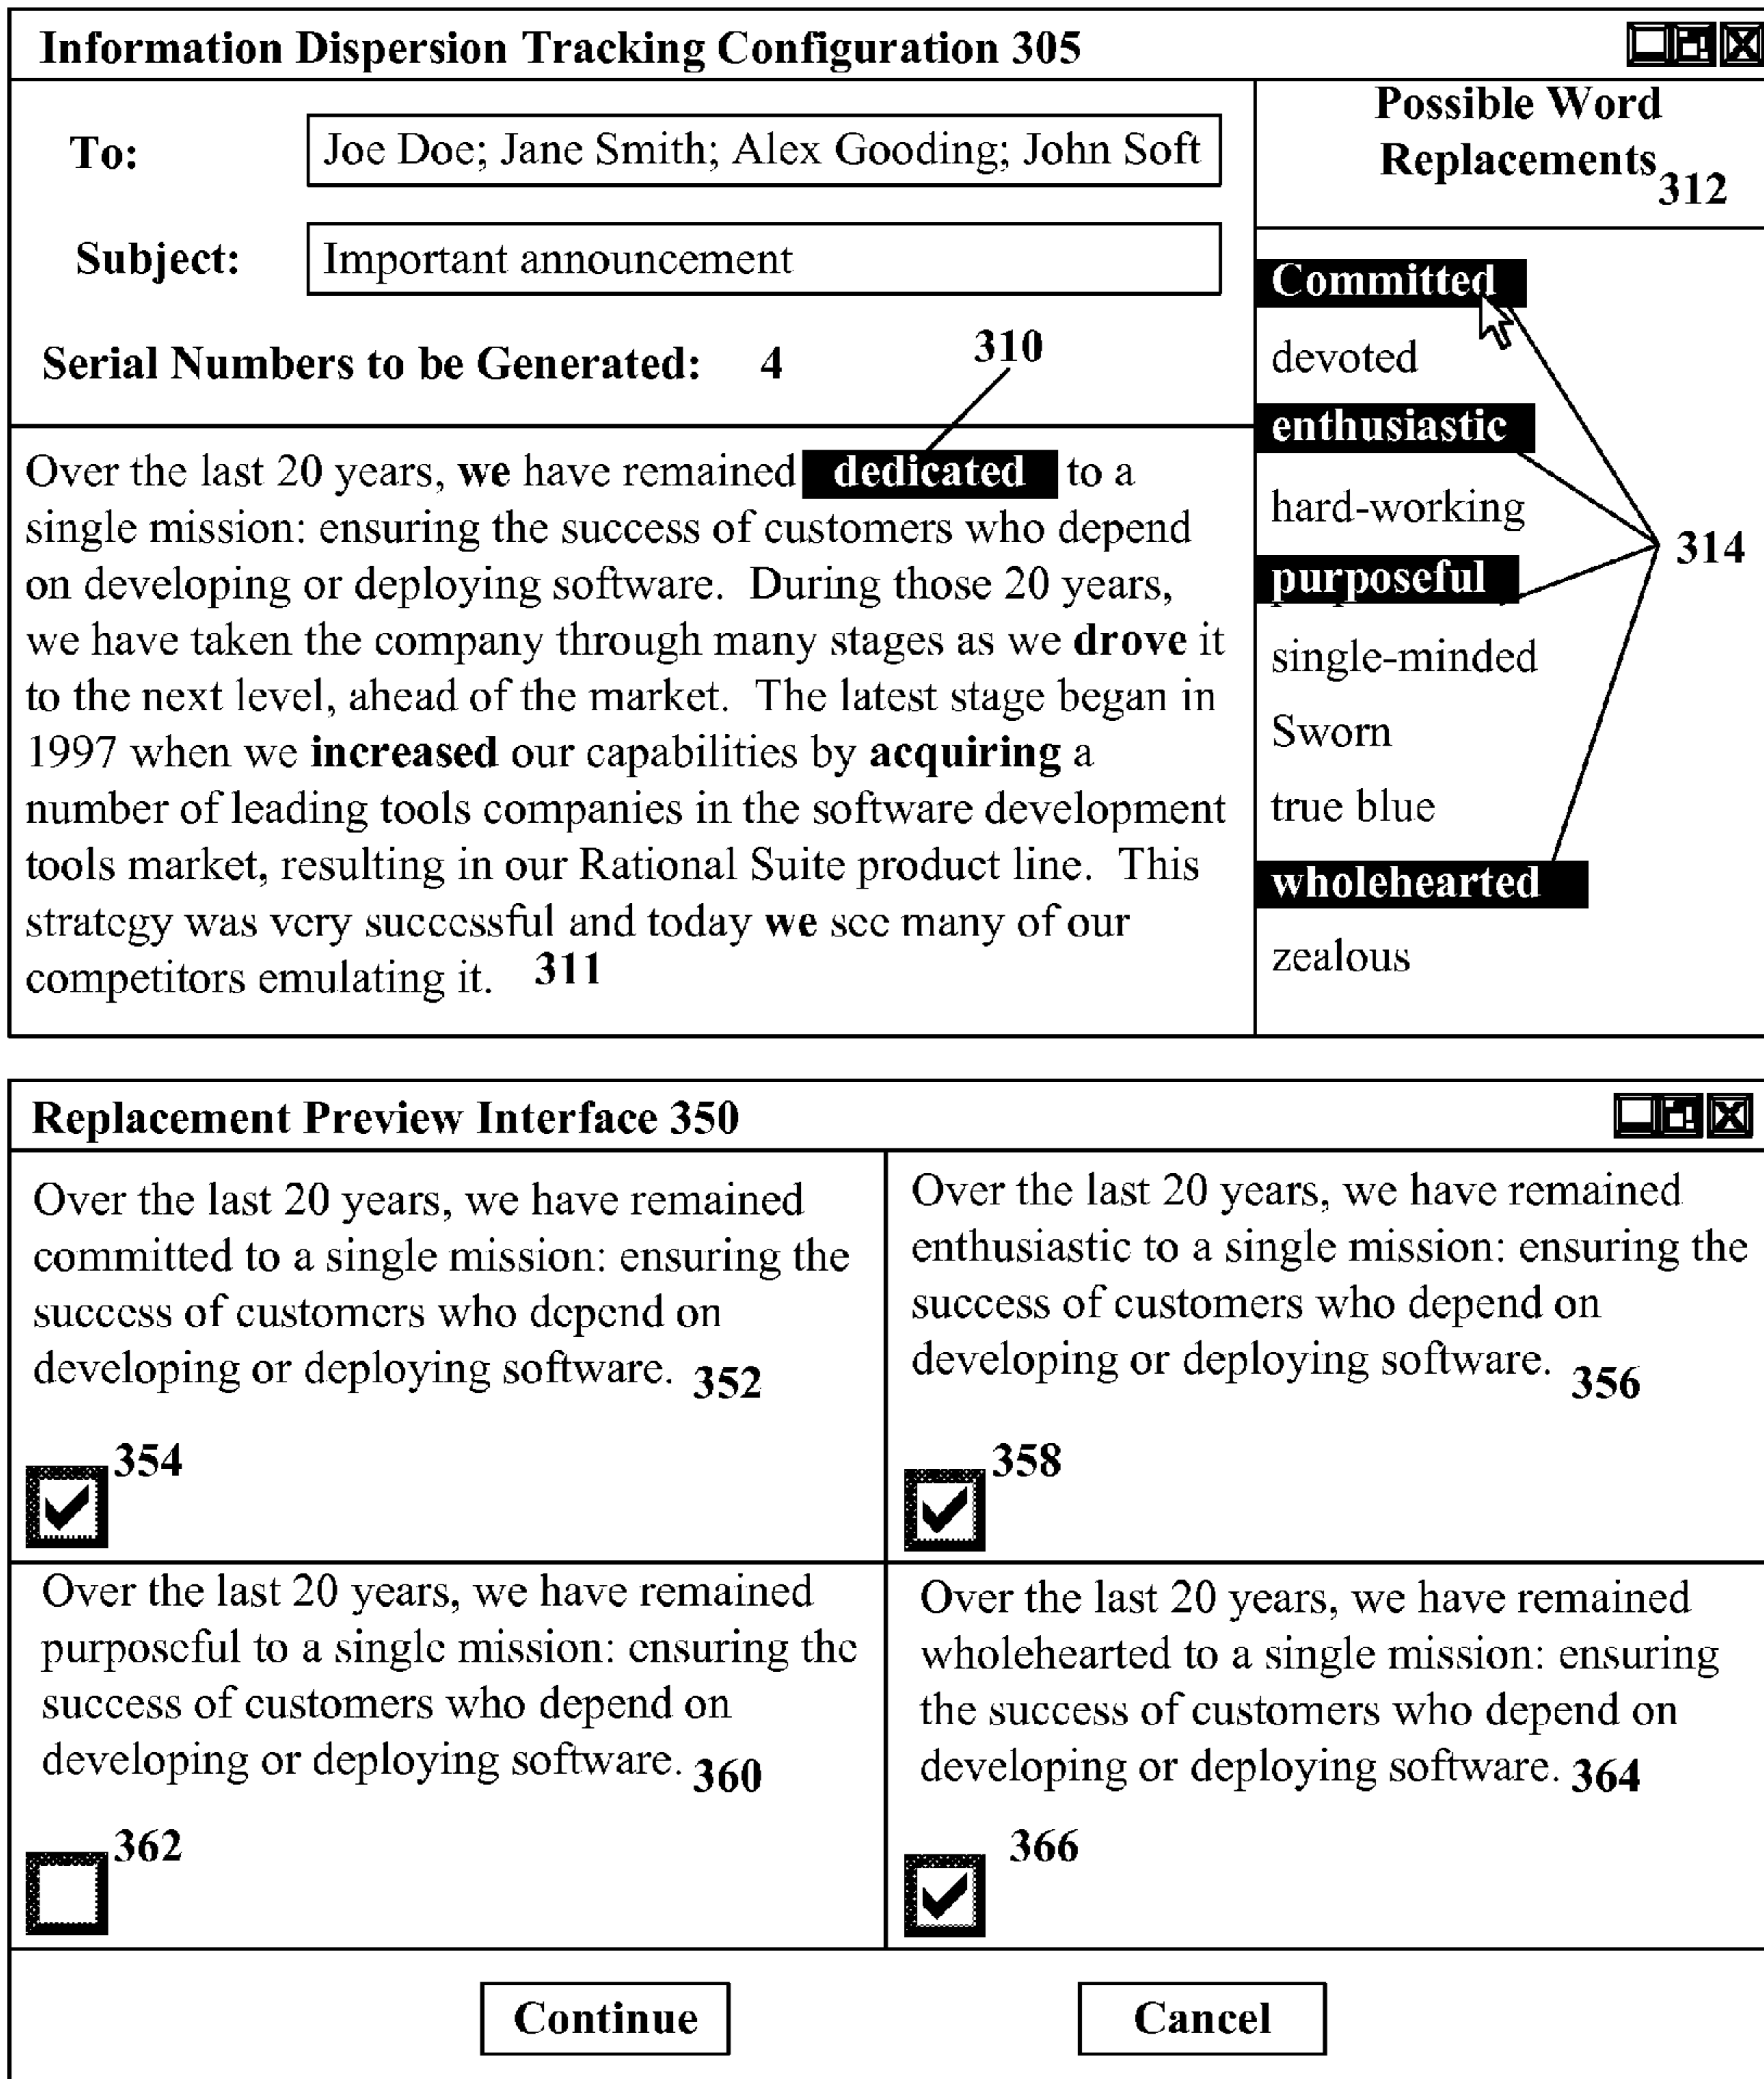 Information Dispersion Tracking Configuration 305
To: Joe Doe; Jane Smith; Alex Gooding; John Soft
Subject: Important announcement
Serial Numbers to be Generated: 4
310
Over the last 20 years, we have remained dedicated to a
single mission: ensuring the success of customers who depend
on developing or deploying software. During those 20 years,
we have taken the company through many stages as we drove it
to the next level, ahead of the market. The latest stage began in
1997 when we increased our capabilities by acquiring a
number of leading tools companies in the software development
tools market, resulting in our Rational Suite product line. This
strategy was very successful and today we see many of our
competitors emulating it. 311
Possible Word
Replacements 312
Committed
devoted
enthusiastic
hard-working
314
purposeful
single-minded
Sworn
true blue
wholehearted
zealous
Replacement Preview Interface 350
Over the last 20 years, we have remained
committed to a single mission: ensuring the
success of customers who depend on
developing or deploying software. 352
354
Over the last 20 years, we have remained
enthusiastic to a single mission: ensuring the
success of customers who depend on
developing or deploying software. 356
358
Over the last 20 years, we have remained
purposeful to a single mission: ensuring the
success of customers who depend on
developing or deploying software. 360
362
Over the last 20 years, we have remained
wholehearted to a single mission: ensuring
the success of customers who depend on
developing or deploying software. 364
366
Continue
Cancel